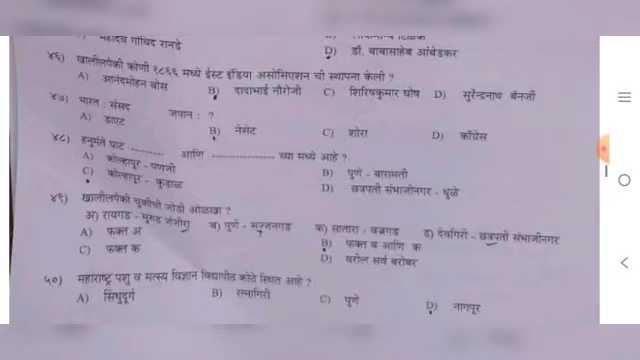 महादेव गोविंद रानडे
D) डॉ. बाबासाहेब आंबेडकर
४६) खालीलपैकी कोणी १८६६ मध्ये ईस्ट इंडिया असोसिएशन ची स्थापना केली ?
A) आनंदमोहन बोस B) दादाभाई नौरोजी C) शिरिषकुमार घोष D) सुरेन्द्रनाथ बॅनर्जी
४७) भारत : संसद जपान : ?
A) डाएट B) नेसेट C) शोरा D) काँग्रेस
४८) हनुमंते घाट ......... आणि ................ च्या मध्ये आहे ?
A) कोल्हापूर - पणजी B) पुणे - बारामती
C) कोल्हापूर - कुडाळ D) छत्रपती संभाजीनगर - धुळे
४९) खालीलपैकी चुकीची जोडी ओळखा ?
अ) रायगड - मुरुड जंजीरा ब) पुणे - सज्जनगड क) सातारा - वज्रगड ड) देवगिरी - छत्रपती संभाजीनगर
A) फक्त अ B) फक्त ब आणि क
C) फक्त क D) वरील सर्व बरोबर
५०) महाराष्ट्र पशु व मत्स्य विज्ञान विद्यापीठ कोठे स्थित आहे ?
A) सिंधुदूर्ग B) रत्नागिरी C) पुणे D) नागपूर